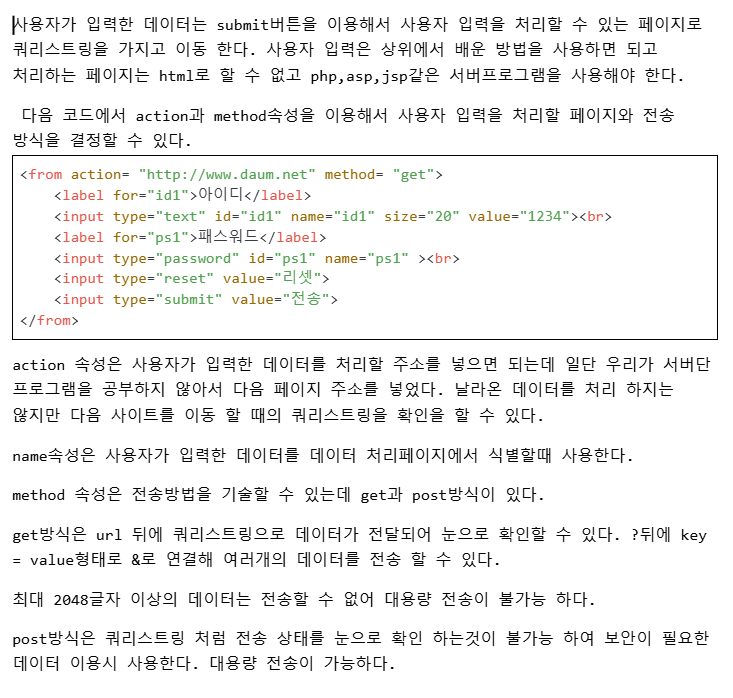 사용자가 입력한 데이터는 submit버튼을 이용해서 사용자 입력을 처리할 수 있는 페이지로
쿼리스트링을 가지고 이동 한다. 사용자 입력은 상위에서 배운 방법을 사용하면 되고
처리하는 페이지는 html로 할 수 없고 php,asp,jsp같은 서버프로그램을 사용해야 한다.
다음 코드에서 action과 method속성을 이용해서 사용자 입력을 처리할 페이지와 전송
방식을 결정할 수 있다.
<from action= "http://www.daum.net" method= "get">
<label for="id1">아이디</label>
<input type="text" id="id1" name="id1" size="20" value="1234"><br>
<label for="ps1">패스워드</label>
<input type="password" id="ps1" name="ps1" ><br>
<input type="reset" value="리셋">
<input type="submit" value="전송">
</from>
action 속성은 사용자가 입력한 데이터를 처리할 주소를 넣으면 되는데 일단 우리가 서버단
프로그램을 공부하지 않아서 다음 페이지 주소를 넣었다. 날라온 데이터를 처리 하지는
않지만 다음 사이트를 이동 할 때의 쿼리스트링을 확인을 할 수 있다.
name속성은 사용자가 입력한 데이터를 데이터 처리페이지에서 식별할때 사용한다.
method 속성은 전송방법을 기술할 수 있는데 get과 post방식이 있다.
get방식은 url 뒤에 쿼리스트링으로 데이터가 전달되어 눈으로 확인할 수 있다. ?뒤에 key
= value형태로 &로 연결해 여러개의 데이터를 전송 할 수 있다.
최대 2048글자 이상의 데이터는 전송할 수 없어 대용량 전송이 불가능 하다.
post방식은 쿼리스트링 처럼 전송 상태를 눈으로 확인 하는것이 불가능 하여 보안이 필요한
데이터 이용시 사용한다. 대용량 전송이 가능하다.